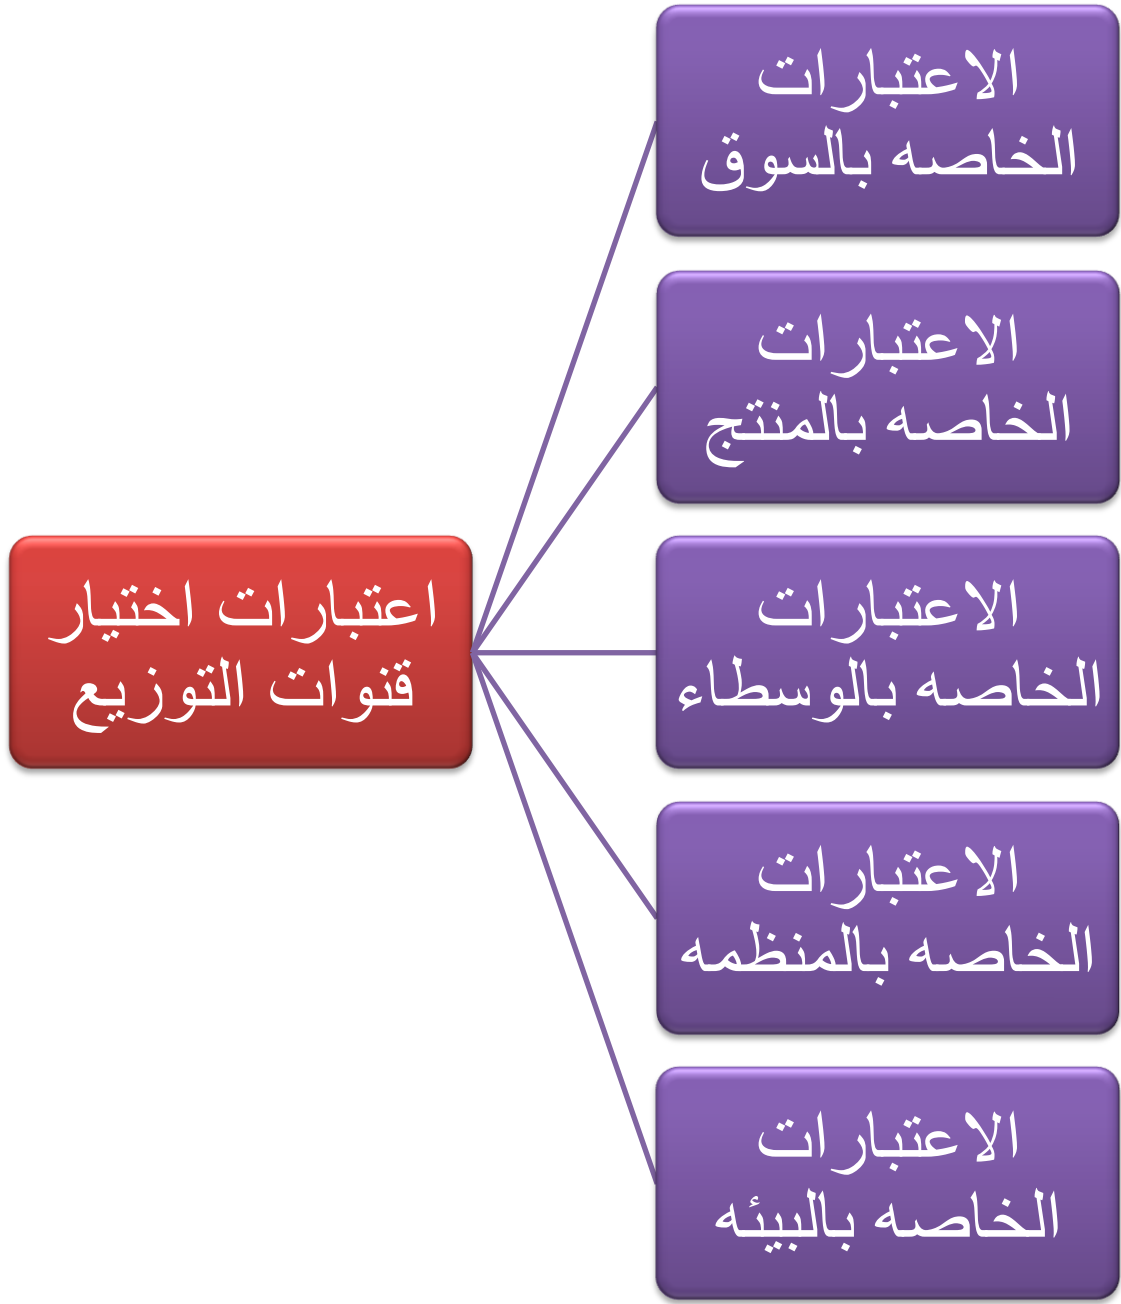 اعتبارات اختيار
قنوات التوزيع
الاعتبارات
الخاصه بالسوق
الاعتبارات
الخاصه بالمنتج
الاعتبارات
الخاصه بالوسطاء
الاعتبارات
الخاصه بالمنظمه
الاعتبارات
الخاصه بالبيئه